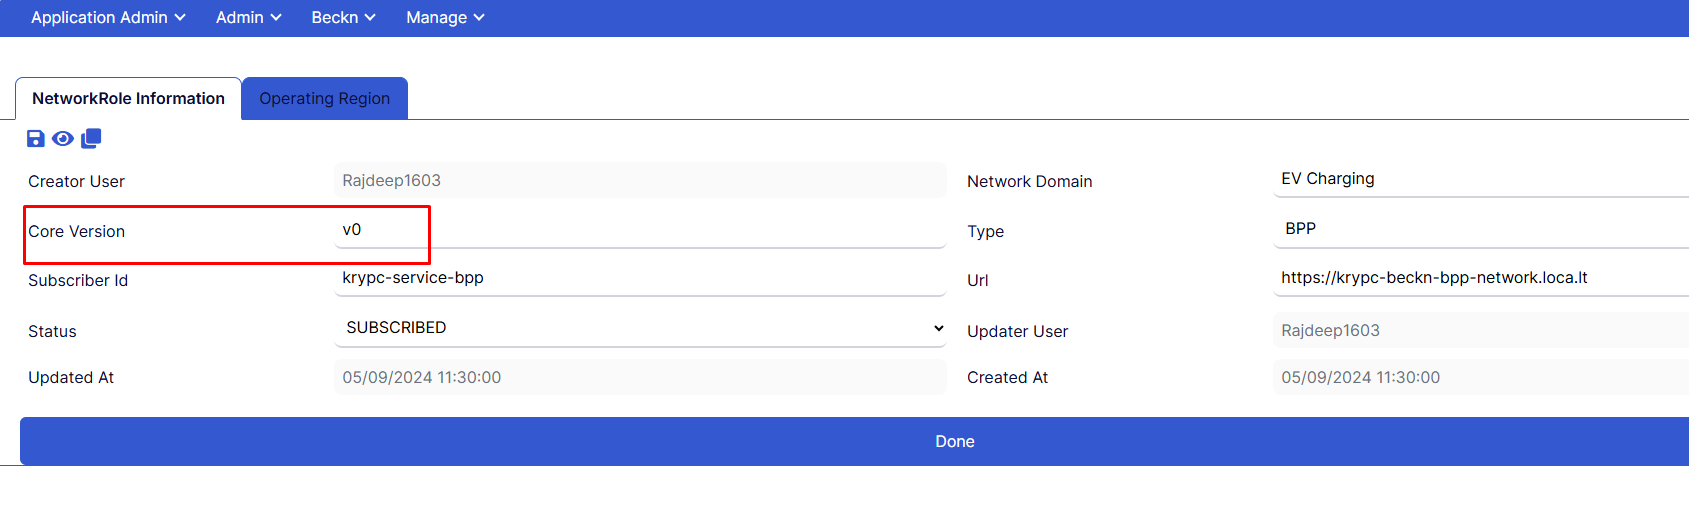 Application Admin Admin Beckn Manage
NetworkRole Information Operating Region
Creator User Rajdeep1603 Network Domain EV Charging
Core Version v0 Type BPP
Subscriber Id krypc-service-bpp Url https://krypc-beckn-bpp-network.loca.lt
Status SUBSCRIBED Updater User Rajdeep1603
Updated At 05/09/2024 11:30:00 Created At 05/09/2024 11:30:00
Done